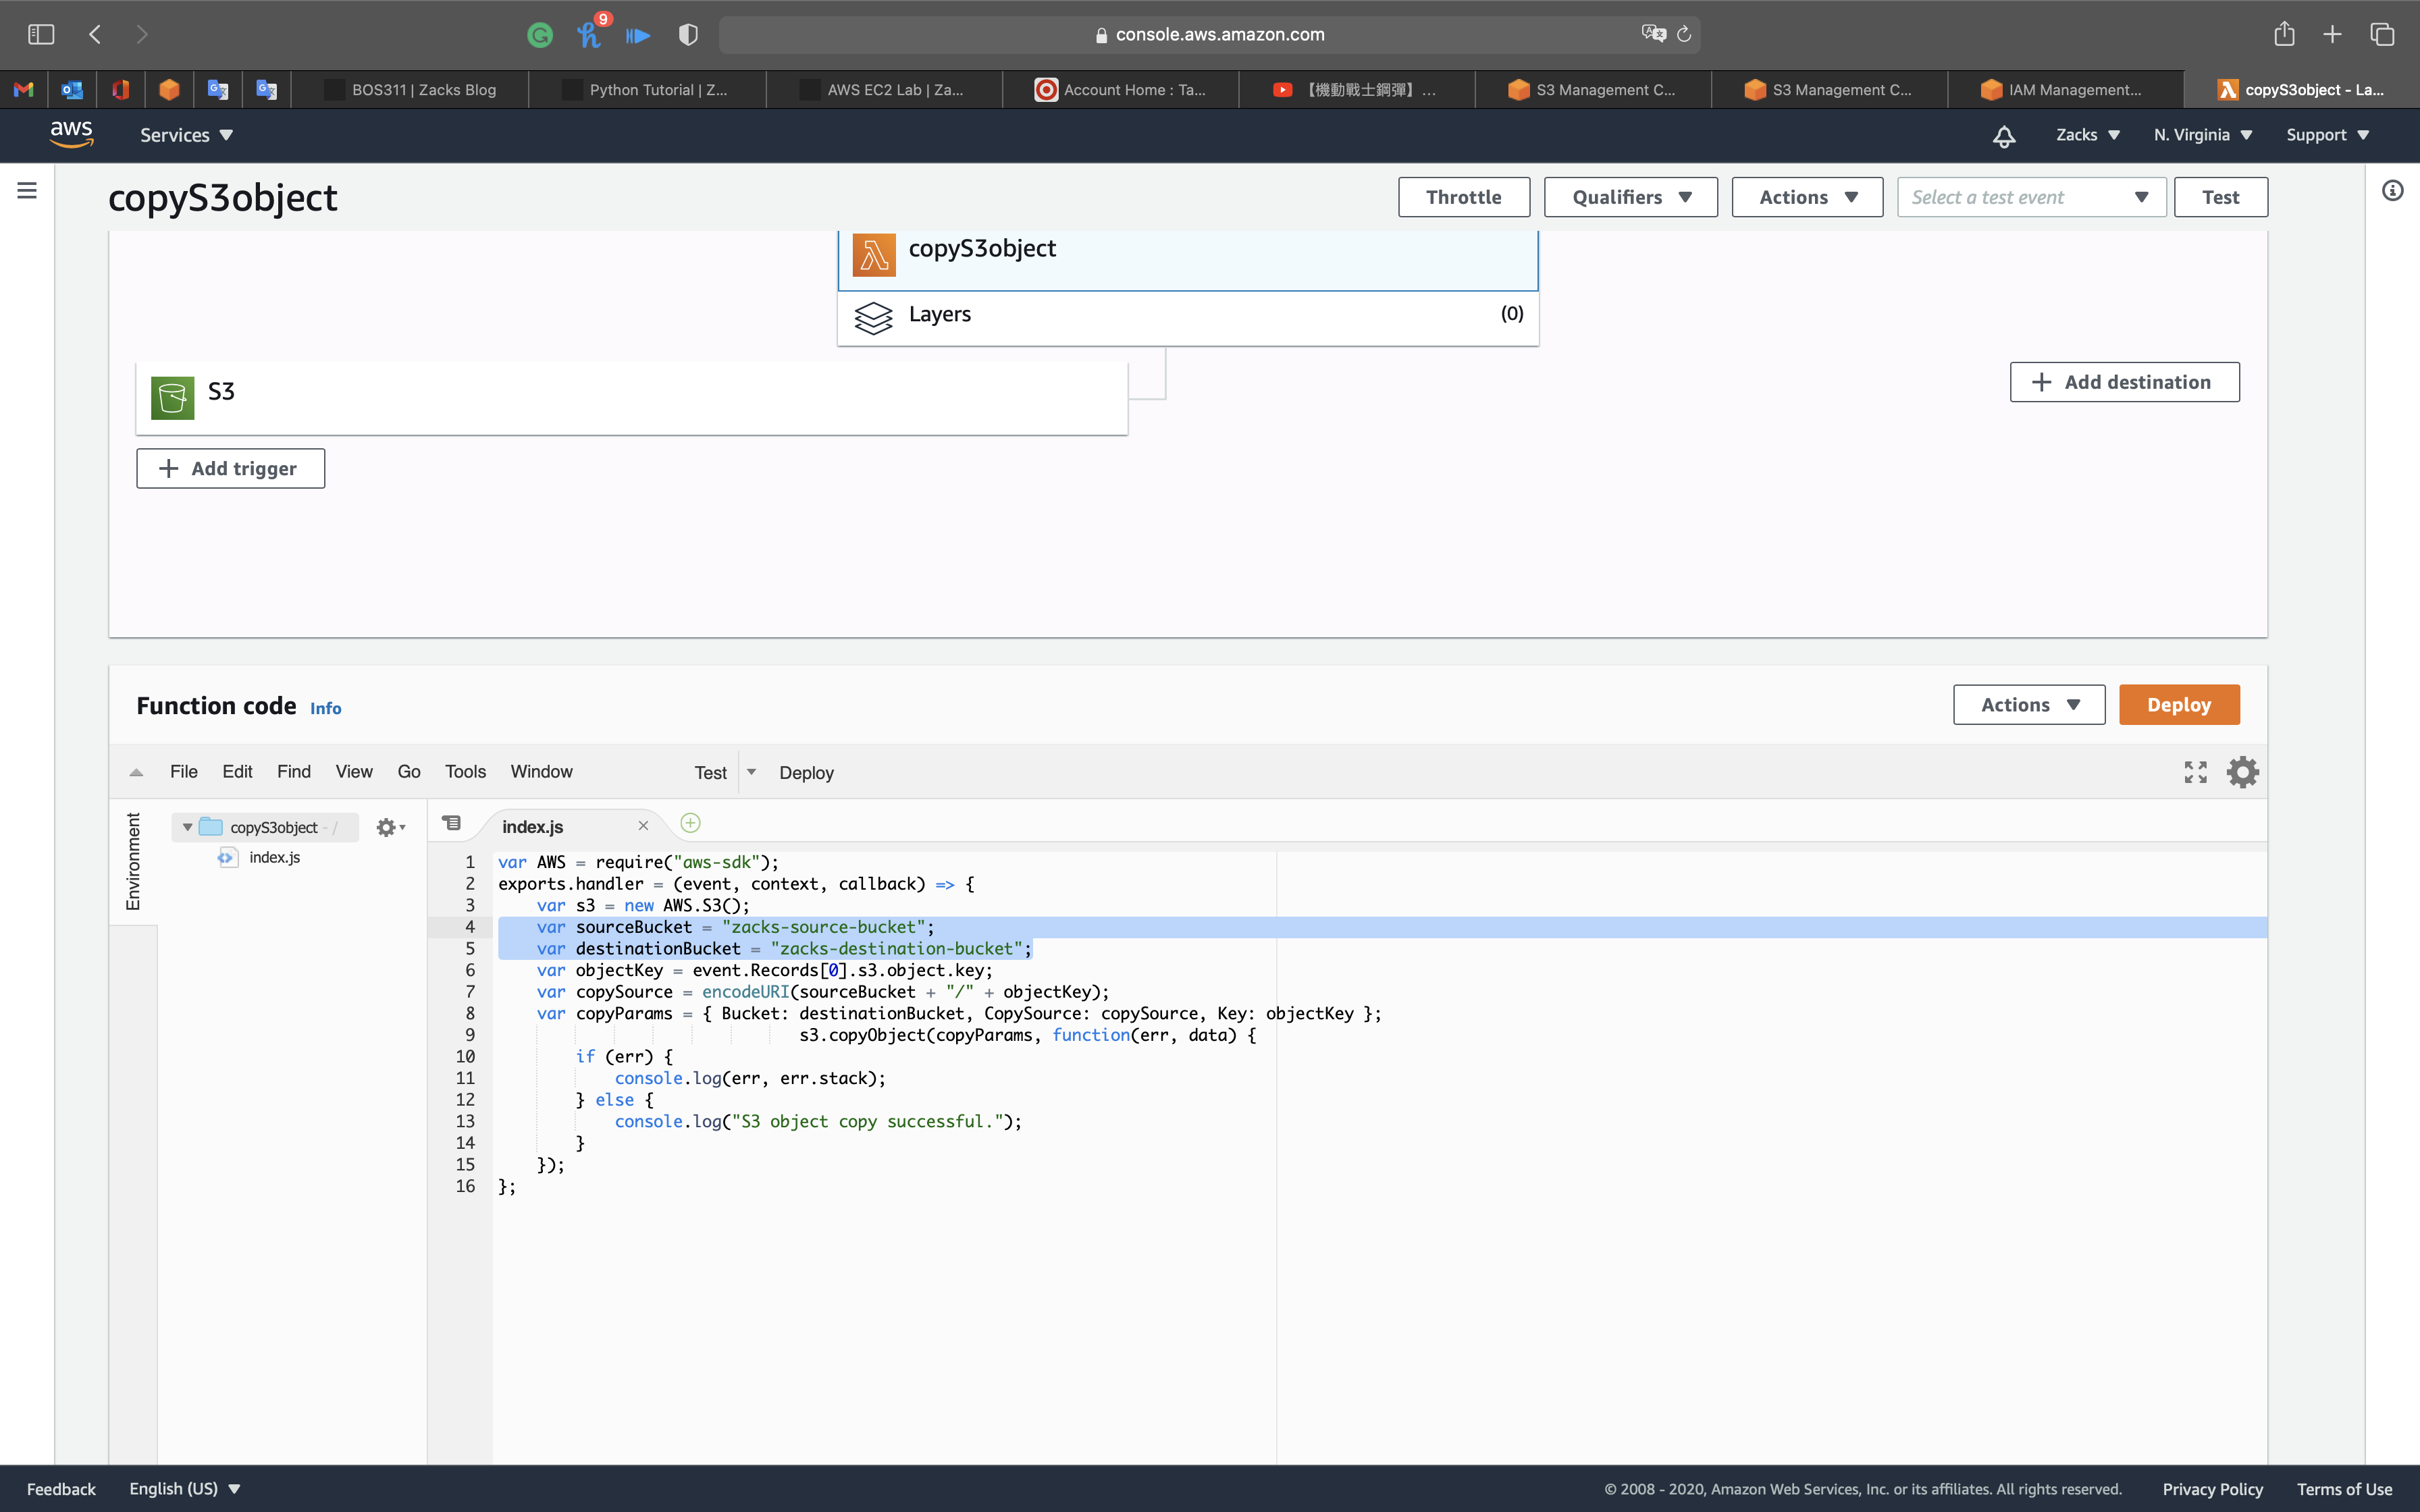 9
console.aws.amazon.com
BOS311 | Zacks Blog
Python Tutorial | Z...
AWS EC2 Lab | Za...
Account Home : Ta...
【機動戰士鋼彈】...
S3 Management C...
S3 Management C...
IAM Management...
copyS3object - La...
aws
Services
Zacks
N. Virginia
Support
copyS3object
Throttle
Qualifiers
Actions
Select a test event
Test
copyS3object
Layers
(0)
S3
Add destination
Add trigger
Function code
Info
Actions
Deploy
File Edit Find View Go Tools Window Test Deploy
Environment
copyS3object - /
index.js
index.js
1 var AWS = require("aws-sdk");
2 exports.handler = (event, context, callback) => {
3 var s3 = new AWS.S3();
4 var sourceBucket = "zacks-source-bucket";
5 var destinationBucket = "zacks-destination-bucket";
6 var objectKey = event.Records[0].s3.object.key;
7 var copySource = encodeURI(sourceBucket + "/" + objectKey);
8 var copyParams = { Bucket: destinationBucket, CopySource: copySource, Key: objectKey };
9 s3.copyObject(copyParams, function(err, data) {
10 if (err) {
11 console.log(err, err.stack);
12 } else {
13 console.log("S3 object copy successful.");
14 }
15 });
16 };
Feedback
English (US)
© 2008 - 2020, Amazon Web Services, Inc. or its affiliates. All rights reserved.
Privacy Policy
Terms of Use